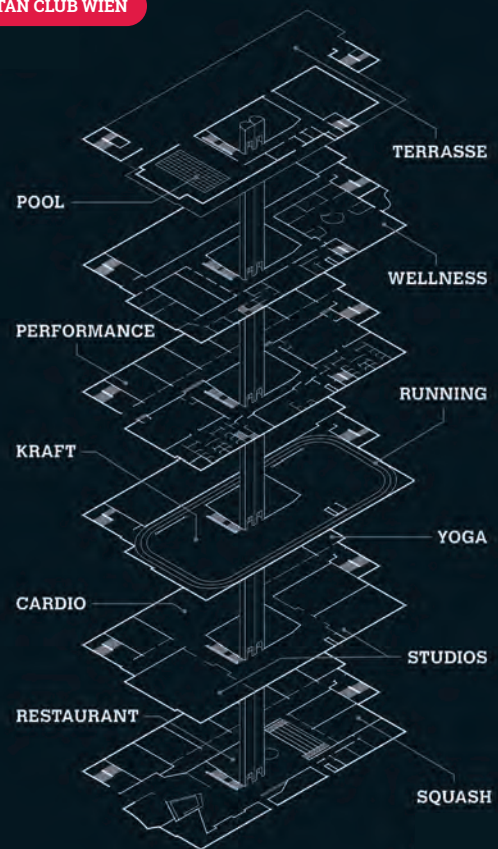 TAN CLUB WIEN
TERRASSE
POOL
WELLNESS
PERFORMANCE
RUNNING
KRAFT
YOGA
CARDIO
STUDIOS
RESTAURANT
SQUASH